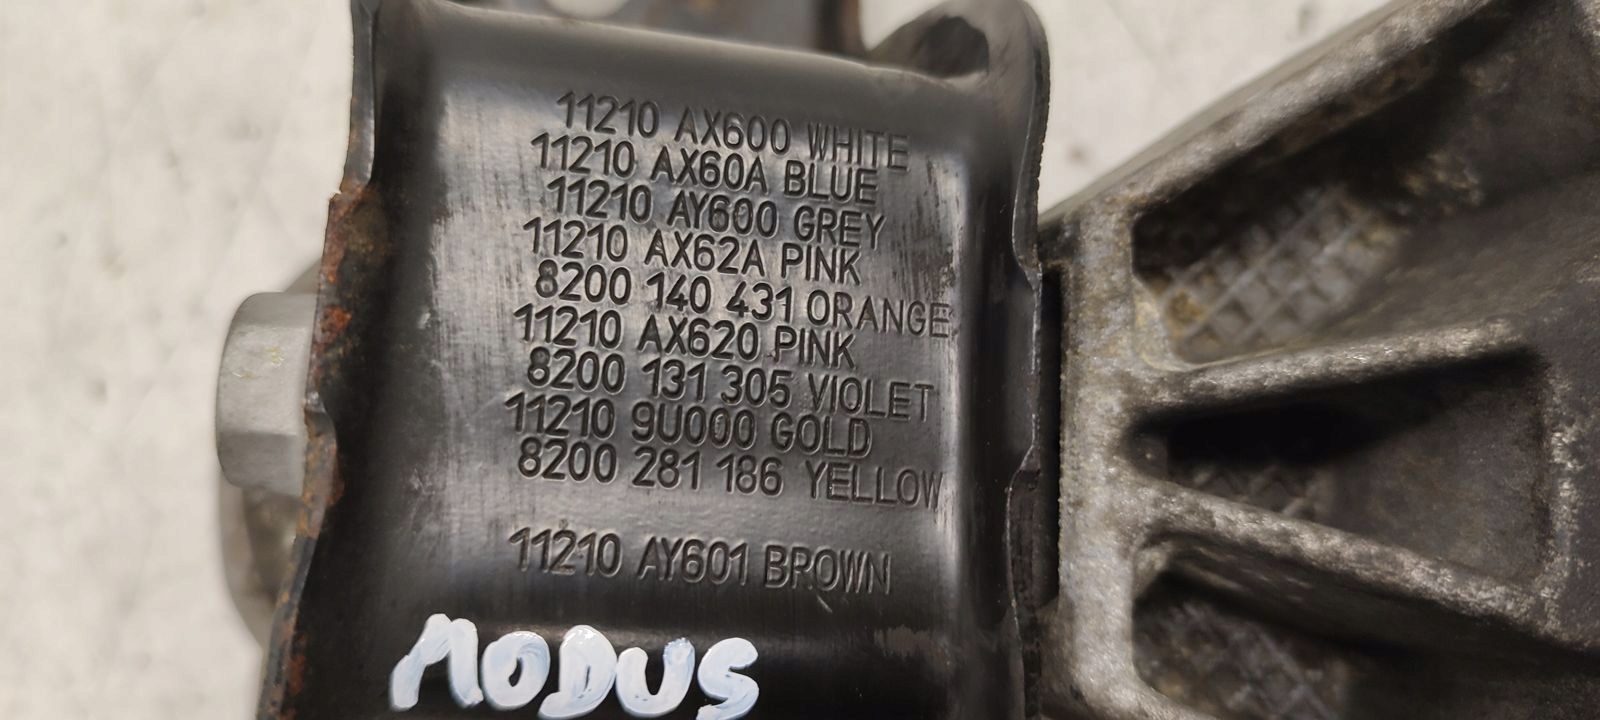 11210 AX600 WHITE
11210 AX60A BLUE
11210 AY600 GREY
11210 AX62A PINK
8200 140 431 ORANGE
11210 AX620 PINK
8200 131 305 VIOLET
11210 9U000 GOLD
8200 281 186 YELLOW
11210 AY601 BROWN
MODUS